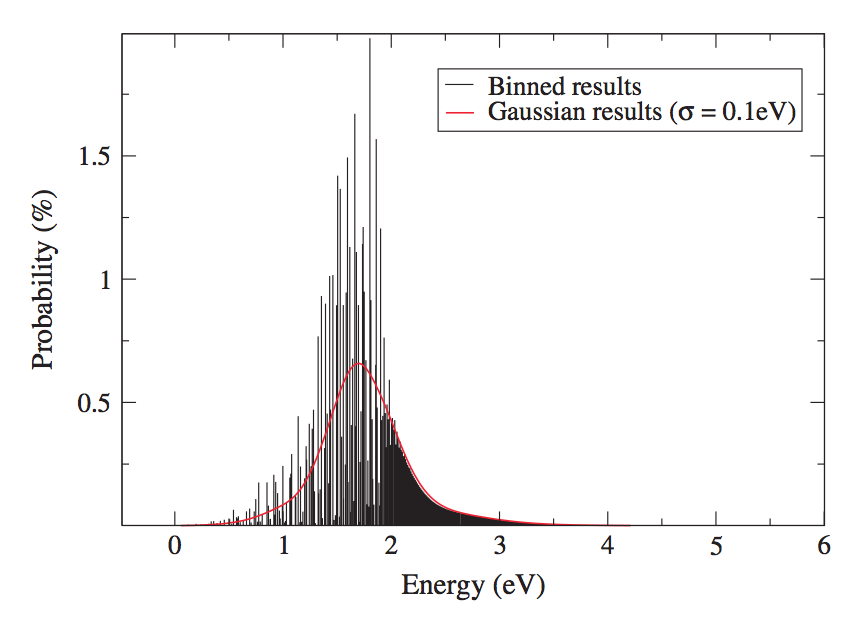 Binned results
Gaussian results (σ = 0.1eV)
1.5
1
0.5
Probability (%)
0 1 2 3 4 5 6
Energy (eV)